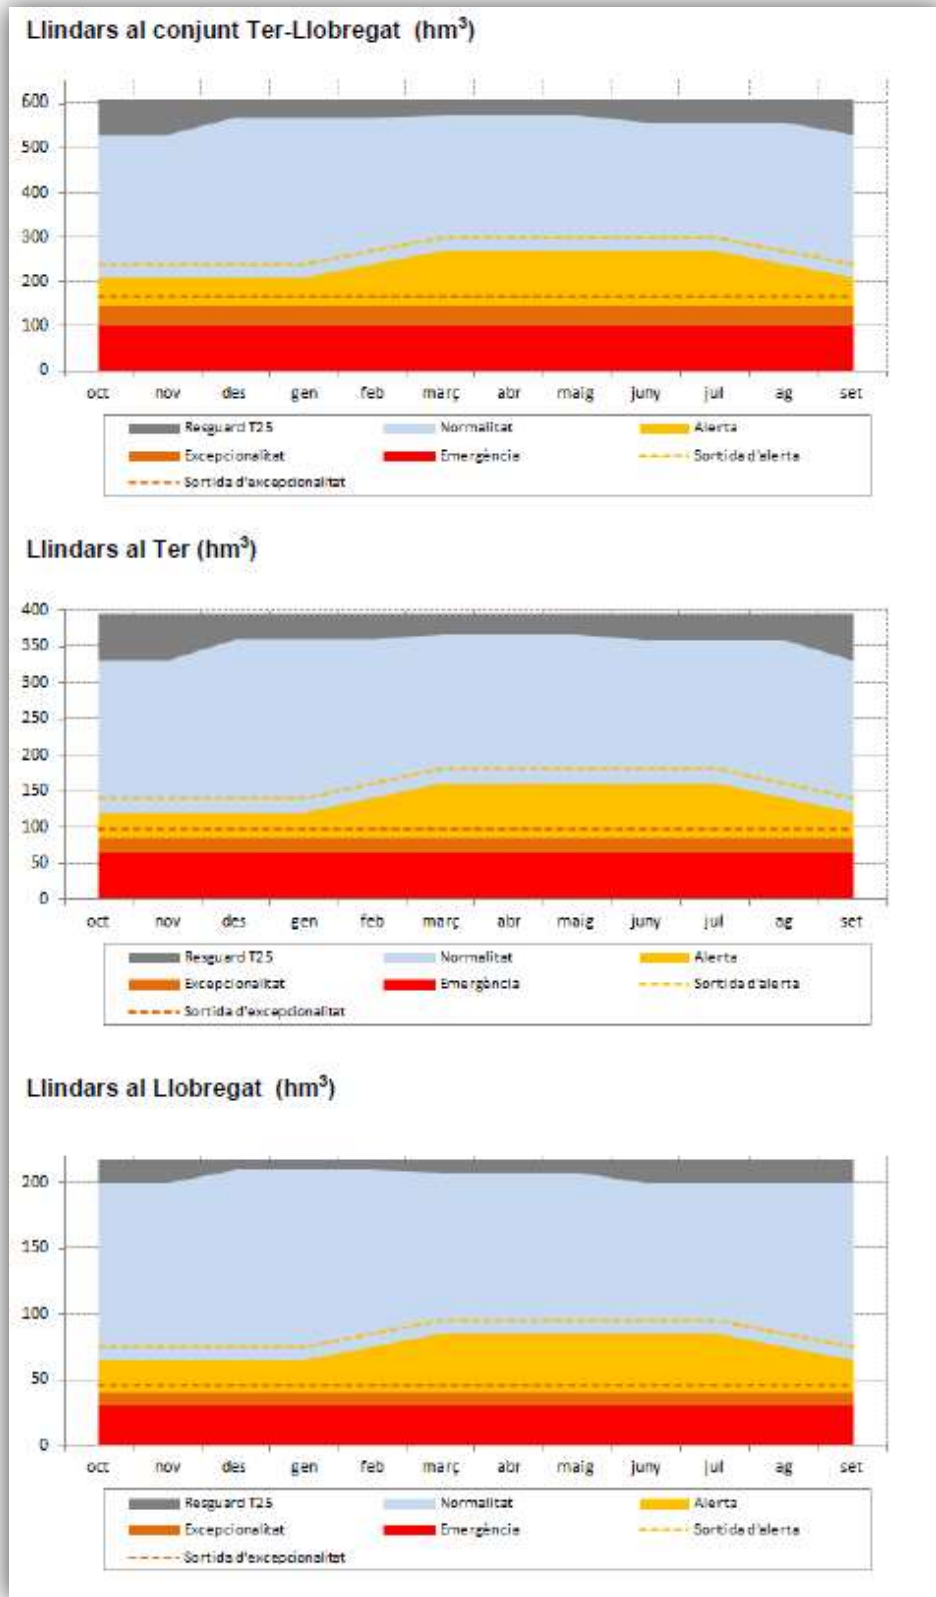 Llindars al conjunt Ter-Llobregat (hm³)
600
500
400
300
200
100
0
oct nov des gen feb març abr maig juny jul ag set
Resguard T25 Normalitat Alerta
Excepcionalitat Emergència Sortida d'alerta
Sortida d'excepcionalitat
Llindars al Ter (hm³)
400
350
300
250
200
150
100
50
0
oct nov des gen feb març abr maig juny jul ag set
Resguard T25 Normalitat Alerta
Excepcionalitat Emergència Sortida d'alerta
Sortida d'excepcionalitat
Llindars al Llobregat (hm³)
200
150
100
50
0
oct nov des gen feb març abr maig juny jul ag set
Resguard T25 Normalitat Alerta
Excepcionalitat Emergència Sortida d'alerta
Sortida d'excepcionalitat